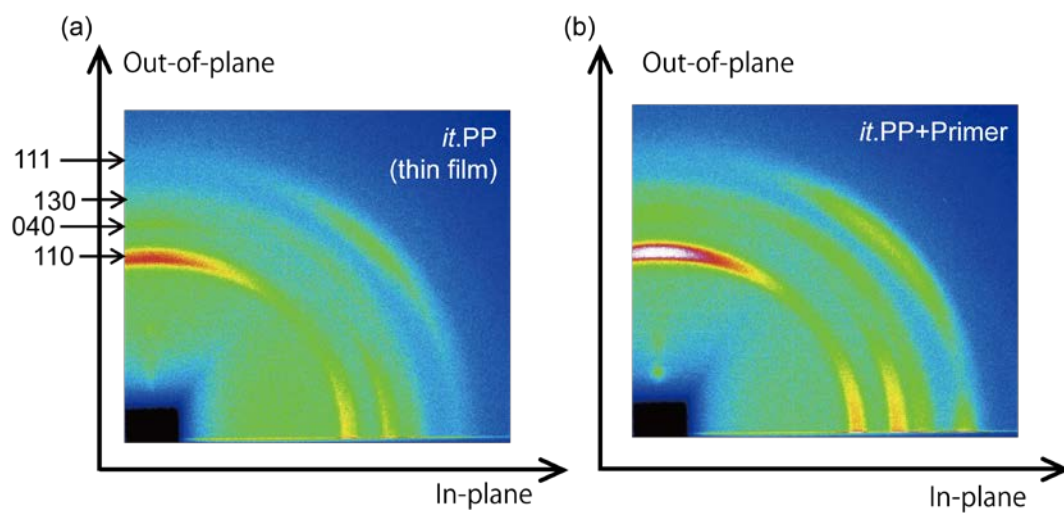 (a)
Out-of-plane
it.PP
(thin film)
111
130
040
110
In-plane
(b)
Out-of-plane
it.PP+Primer
In-plane